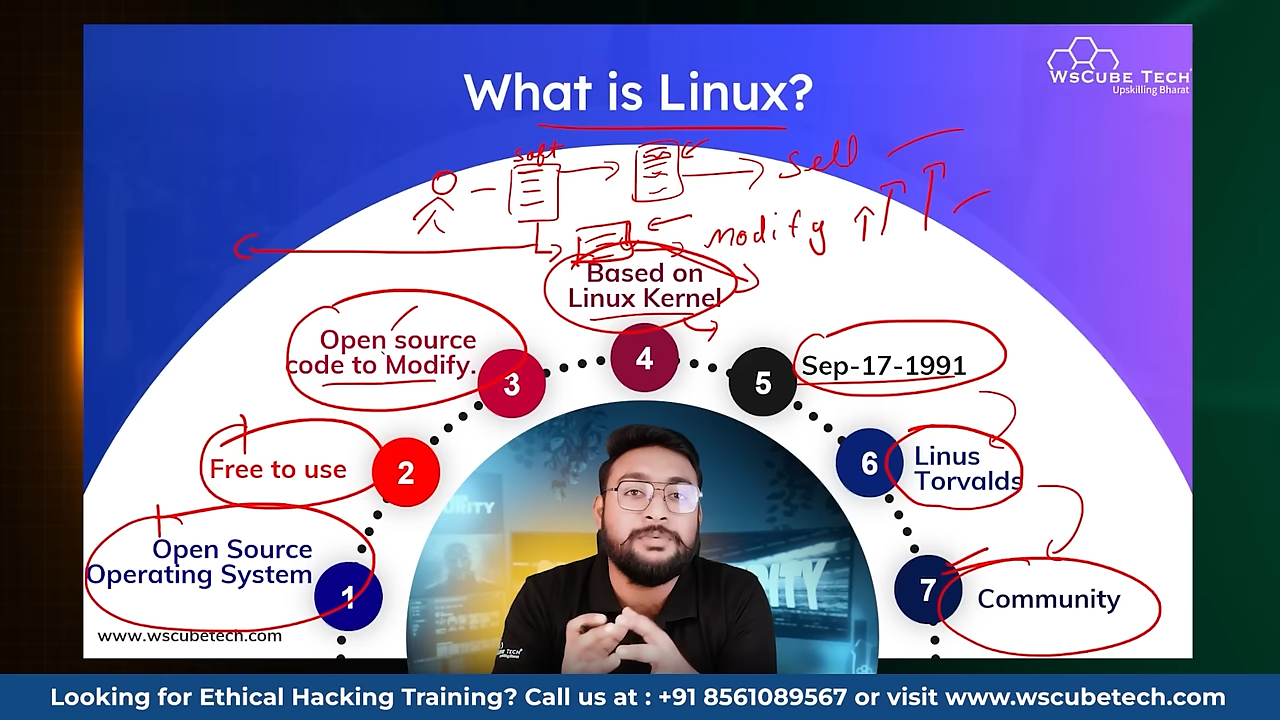 What is Linux?
WsCube Tech
Upskilling Bharat
Soft
Sell
Modify
Based on
Linux Kernel
Open source
code to Modify.
3
4
5
Sep-17-1991
Free to use
2
6
Linus
Torvalds
Open Source
Operating System
1
7
Community
www.wscubetech.com
URITY
ITY
TECH
Looking for Ethical Hacking Training? Call us at : +91 8561089567 or visit www.wscubetech.com